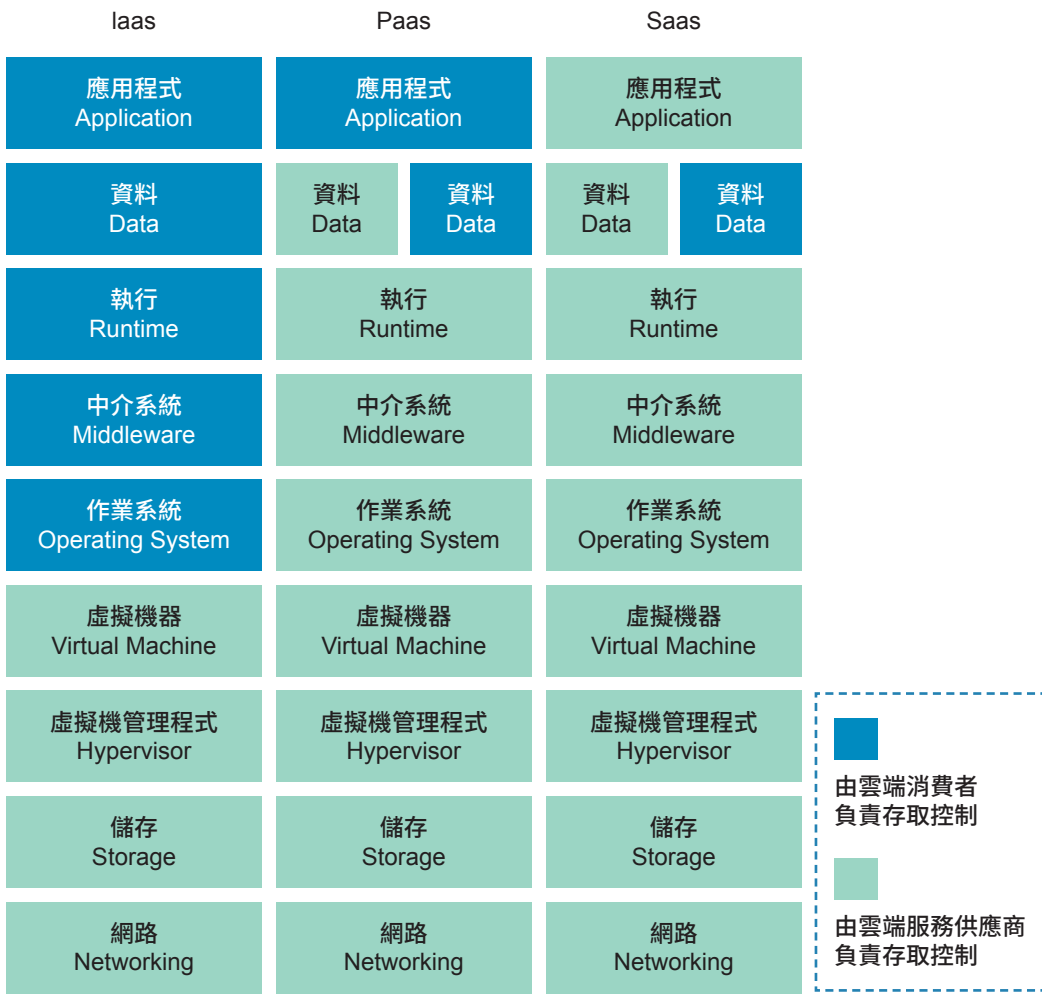 Iaas
Paas
Saas
應用程式
Application
應用程式
Application
應用程式
Application
資料
Data
資料
Data
資料
Data
資料
Data
資料
Data
執行
Runtime
執行
Runtime
執行
Runtime
中介系統
Middleware
中介系統
Middleware
中介系統
Middleware
作業系統
Operating System
作業系統
Operating System
作業系統
Operating System
虛擬機器
Virtual Machine
虛擬機器
Virtual Machine
虛擬機器
Virtual Machine
虛擬機管理程式
Hypervisor
虛擬機管理程式
Hypervisor
虛擬機管理程式
Hypervisor
儲存
Storage
儲存
Storage
儲存
Storage
網路
Networking
網路
Networking
網路
Networking
由雲端消費者
負責存取控制
由雲端服務供應商
負責存取控制